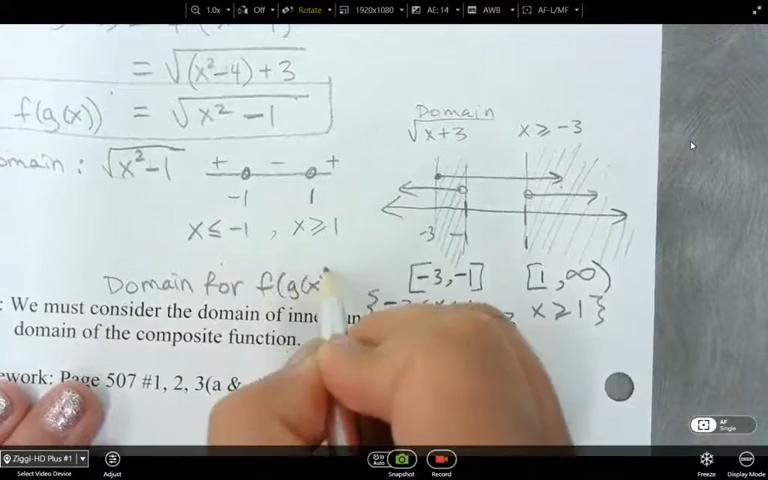 1.0x Off Rotate 1920x1080 AE: 14 AWB AF-L/MF
= √(x²-4)+3
f(g(x)) = √x² -1
Domain
√x+3 x ≥ -3
omain : √x²-1 + - +
-1 1
x ≤ -1 , x ≥ 1
-3 -1 1
[-3,-1] [1,∞)
Domain for f(g(x)
x ≥ 1}
: We must consider the domain of inne
domain of the composite function.
ework: Page 507 #1, 2, 3(a &
AF
Single
Ziggi-HD Plus #1
Auto
Select Video Device Adjust Snapshot Record Freeze Display Mode
DISP